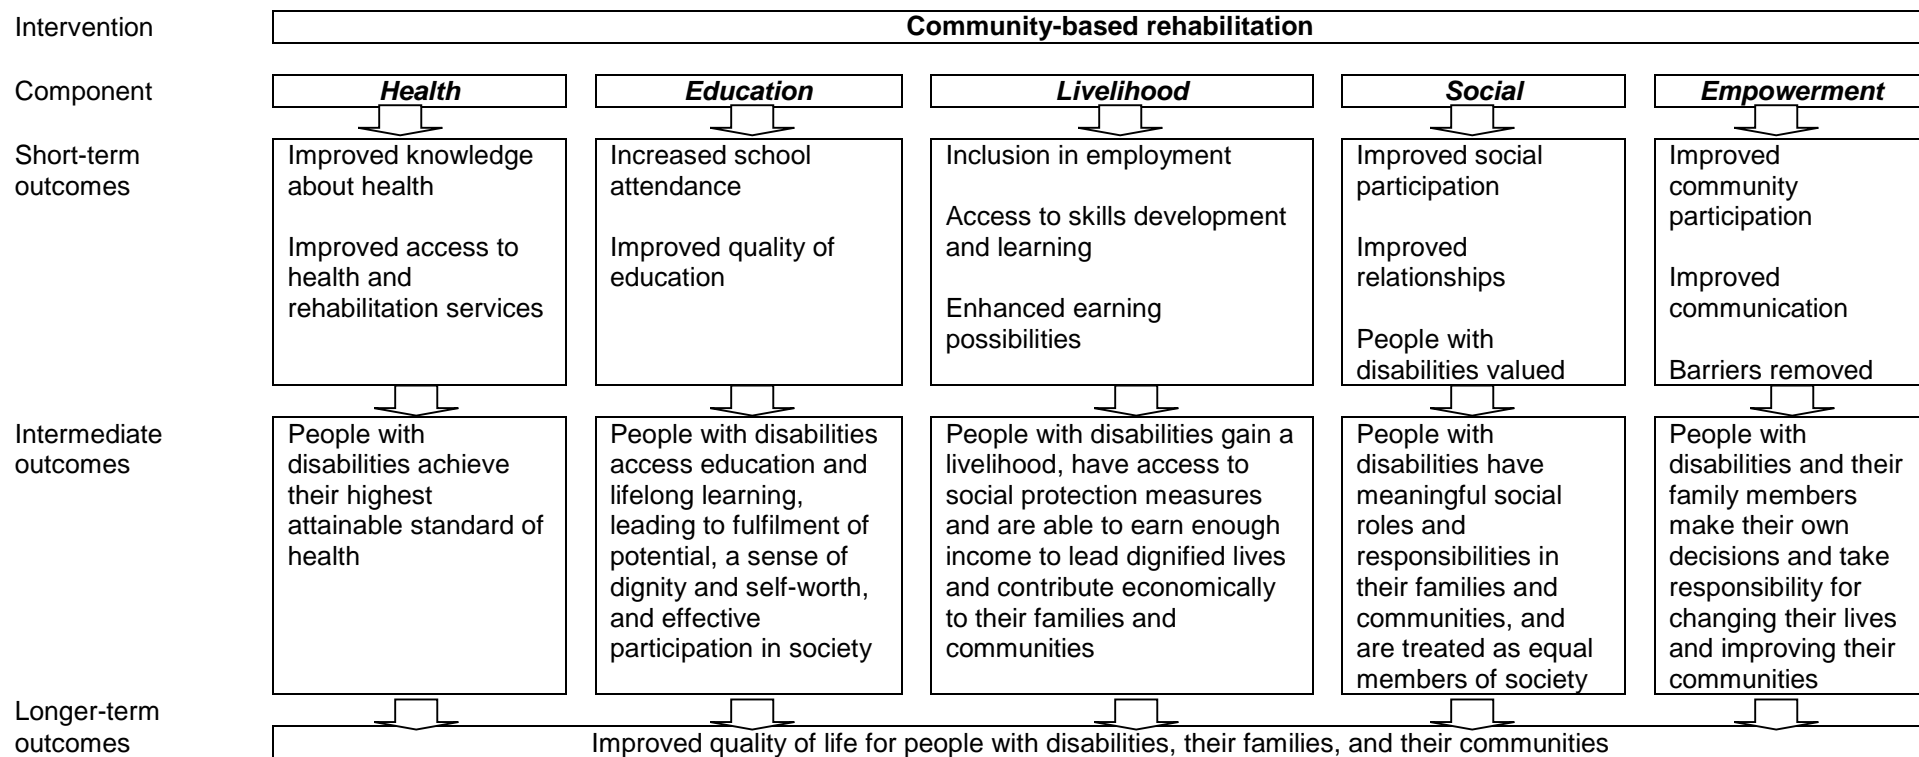 Intervention
Community-based rehabilitation
Component
Health
Education
Livelihood
Social
Empowerment
Short-term
outcomes
Improved knowledge
about health
Improved access to
health and
rehabilitation services
Increased school
attendance
Improved quality of
education
Inclusion in employment
Access to skills development
and learning
Enhanced earning
possibilities
Improved social
participation
Improved
relationships
People with
disabilities valued
Improved
community
participation
Improved
communication
Barriers removed
Intermediate
outcomes
People with
disabilities achieve
their highest
attainable standard of
health
People with disabilities
access education and
lifelong learning,
leading to fulfilment of
potential, a sense of
dignity and self-worth,
and effective
participation in society
People with disabilities gain a
livelihood, have access to
social protection measures
and are able to earn enough
income to lead dignified lives
and contribute economically
to their families and
communities
People with
disabilities have
meaningful social
roles and
responsibilities in
their families and
communities, and
are treated as equal
members of society
People with
disabilities and their
family members
make their own
decisions and take
responsibility for
changing their lives
and improving their
communities
Longer-term
outcomes
Improved quality of life for people with disabilities, their families, and their communities